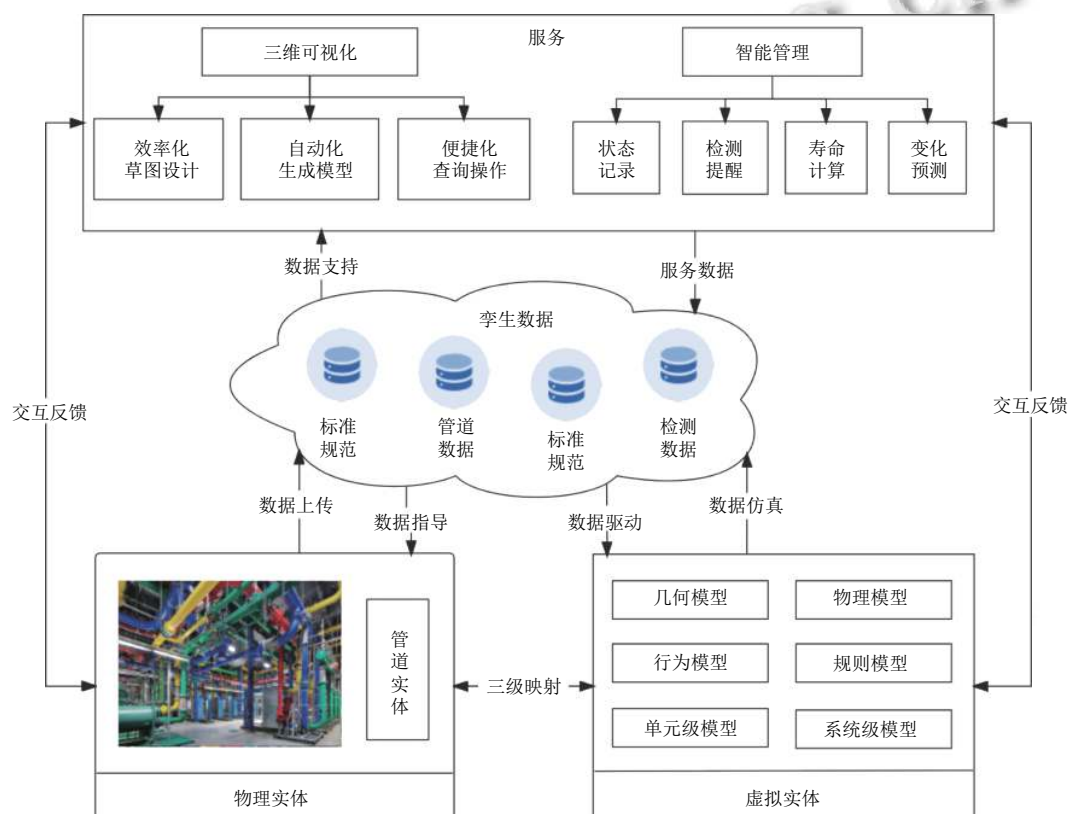 服务
三维可视化
智能管理
效率化
草图设计
自动化
生成模型
便捷化
查询操作
状态
记录
检测
提醒
寿命
计算
变化
预测
数据支持
服务数据
孪生数据
标准
规范
管道
数据
标准
规范
检测
数据
交互反馈
交互反馈
数据上传
数据指导
数据驱动
数据仿真
管
道
实
体
几何模型
物理模型
行为模型
规则模型
三级映射
单元级模型
系统级模型
物理实体
虚拟实体